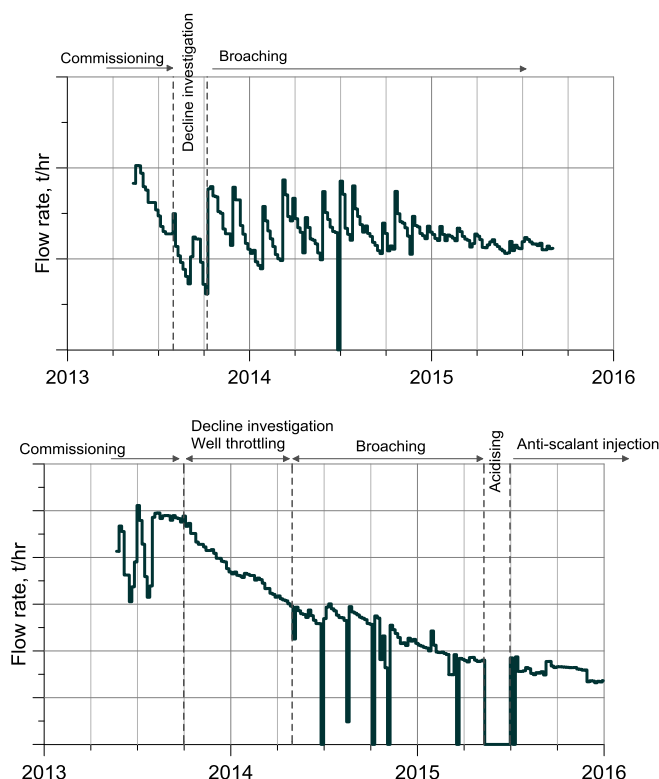 Commissioning
Decline investigation
Broaching
Flow rate, t/hr
2013
2014
2015
2016
Decline investigation
Well throttling
Commissioning
Broaching
Acidising
Anti-scalant injection
Flow rate, t/hr
2013
2014
2015
2016